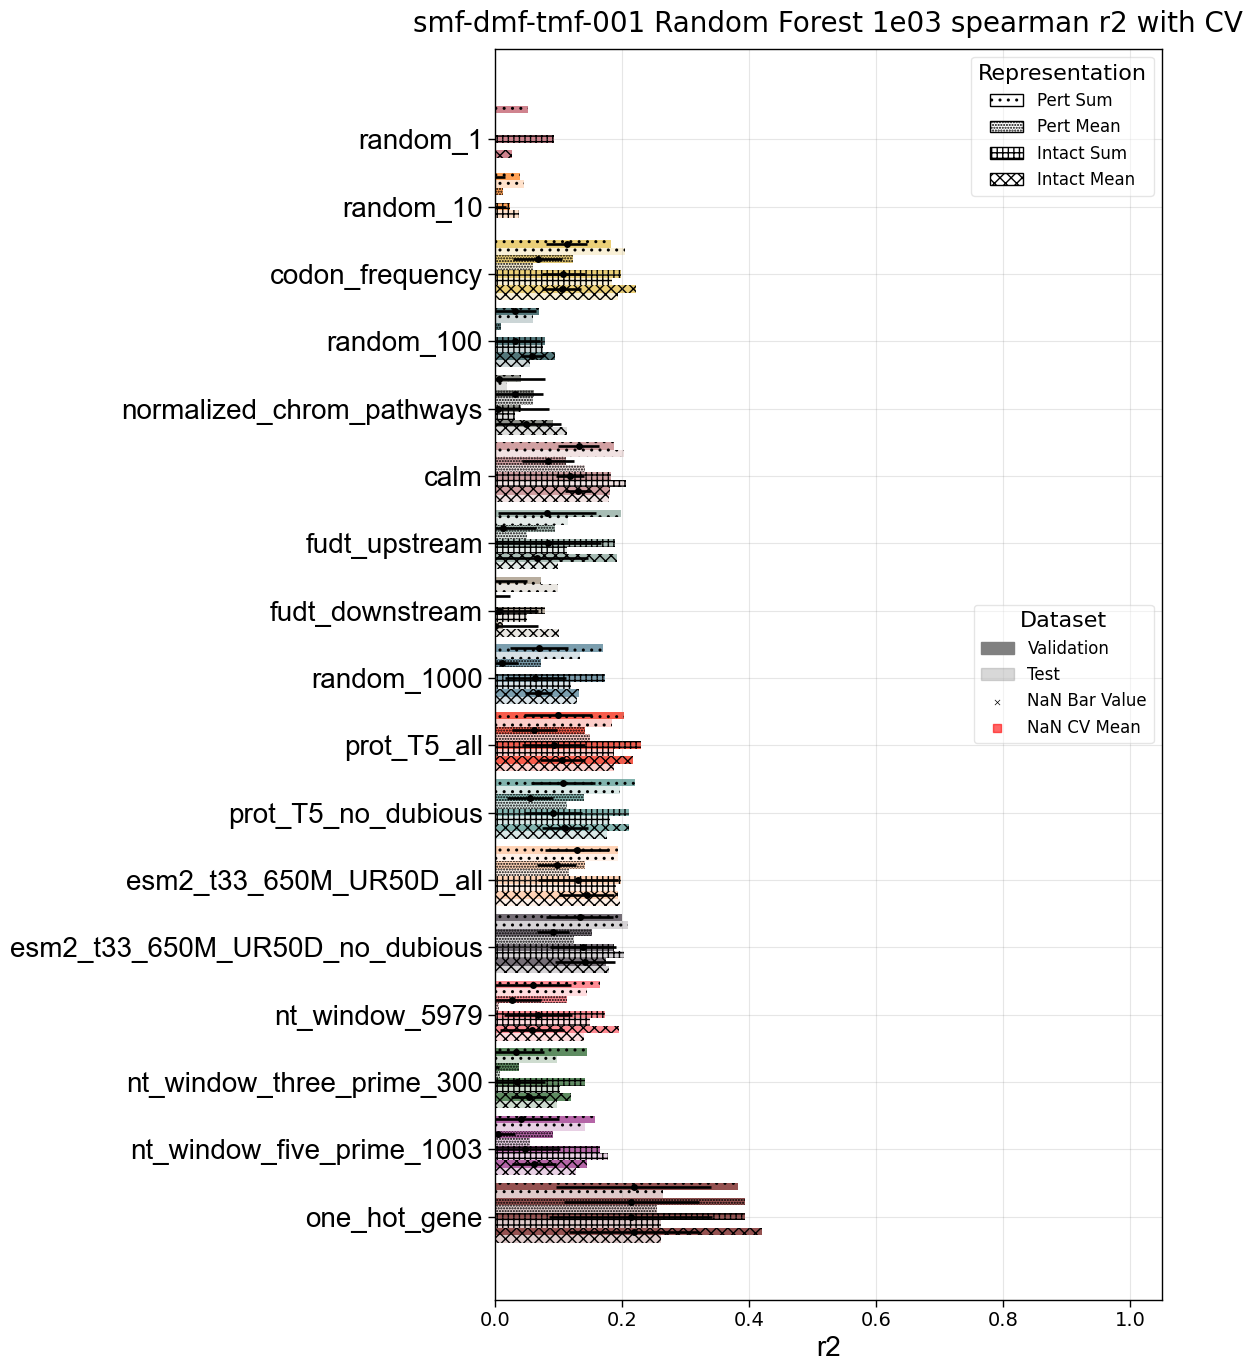 smf-dmf-tmf-001 Random Forest 1e03 spearman r2 with CV
Representation
Pert Sum
Pert Mean
Intact Sum
Intact Mean
random_1
random_10
codon_frequency
random_100
normalized_chrom_pathways
calm
fudt_upstream
fudt_downstream
random_1000
prot_T5_all
prot_T5_no_dubious
esm2_t33_650M_UR50D_all
esm2_t33_650M_UR50D_no_dubious
nt_window_5979
nt_window_three_prime_300
nt_window_five_prime_1003
one_hot_gene
Dataset
Validation
Test
NaN Bar Value
NaN CV Mean
0.0 0.2 0.4 0.6 0.8 1.0
r2